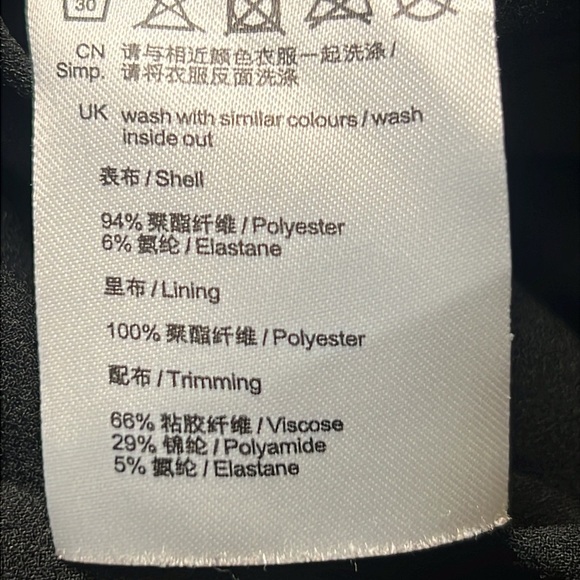 30
CN 请与相近颜色衣服一起洗涤 /
Simp. 请将衣服反面洗涤
UK wash with similar colours / wash
inside out
表布 / Shell
94% 聚酯纤维 / Polyester
6% 氨纶 / Elastane
里布 / Lining
100% 聚酯纤维 / Polyester
配布 / Trimming
66% 粘胶纤维 / Viscose
29% 锦纶 / Polyamide
5% 氨纶 / Elastane